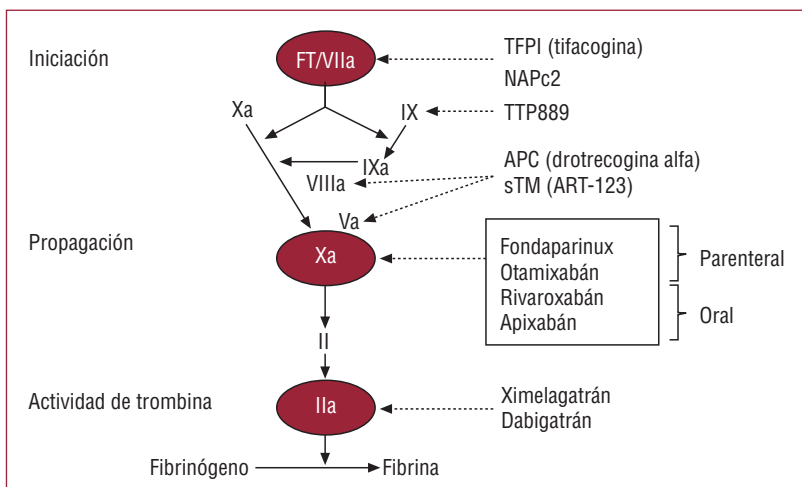 Iniciación
FT/VIIa
TFPI (tifacogina)
NAPc2
Xa
IX
TTP889
IXa
VIIIa
APC (drotrecogina alfa)
sTM (ART-123)
Va
Propagación
Xa
Fondaparinux
Otamixabán
Rivaroxabán
Apixabán
Parenteral
Oral
II
Actividad de trombina
IIa
Ximelagatrán
Dabigatrán
Fibrinógeno
Fibrina